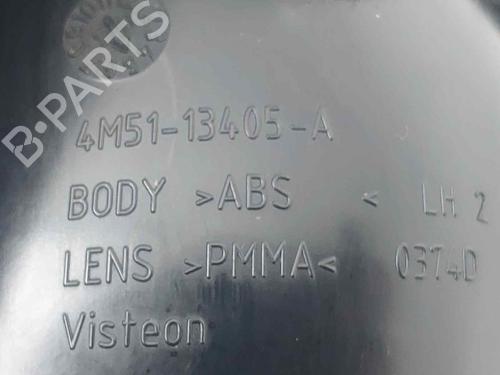 B-PARTS
4M51-13405-A
BODY >ABS < LH 2
LENS >PMMA< 0374D
Visteon